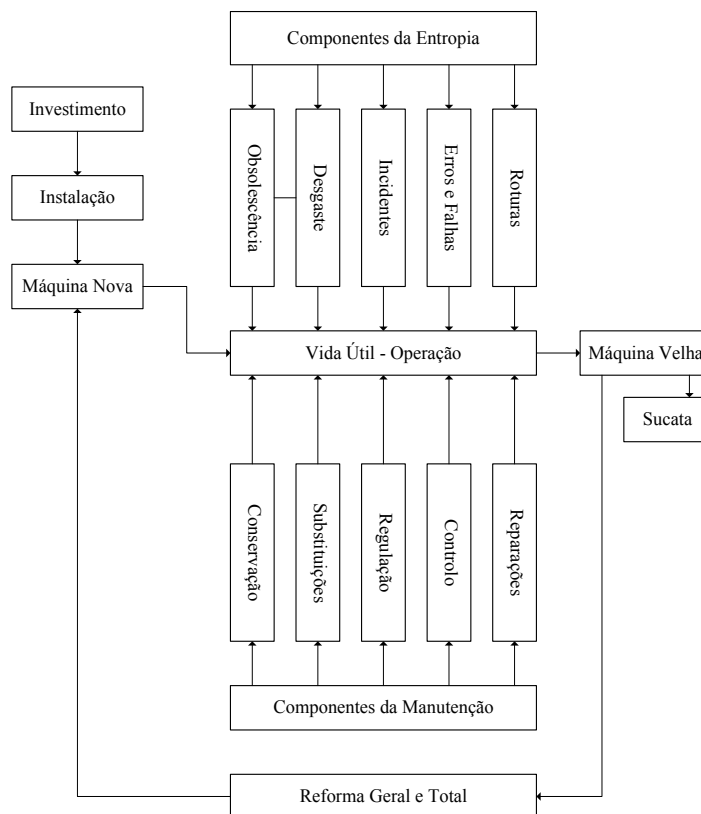 Componentes da Entropia
Investimento
Instalação
Máquina Nova
Obsolescência
Desgaste
Incidentes
Erros e Falhas
Roturas
Vida Útil - Operação
Máquina Velha
Sucata
Conservação
Substituições
Regulação
Controlo
Reparações
Componentes da Manutenção
Reforma Geral e Total